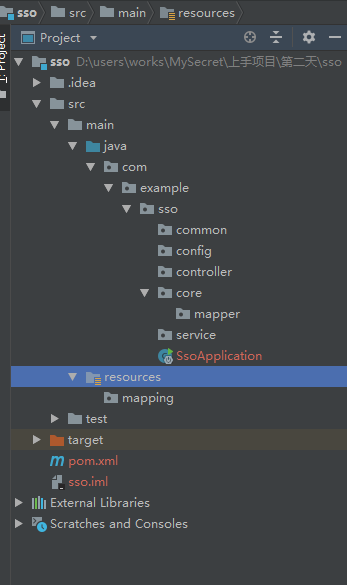 sso src main resources
1: Project
Project
sso D:\users\works\MySecret\上手项目\第二天\sso
.idea
src
main
java
com
example
sso
common
config
controller
core
mapper
service
SsoApplication
resources
mapping
test
target
pom.xml
sso.iml
External Libraries
Scratches and Consoles